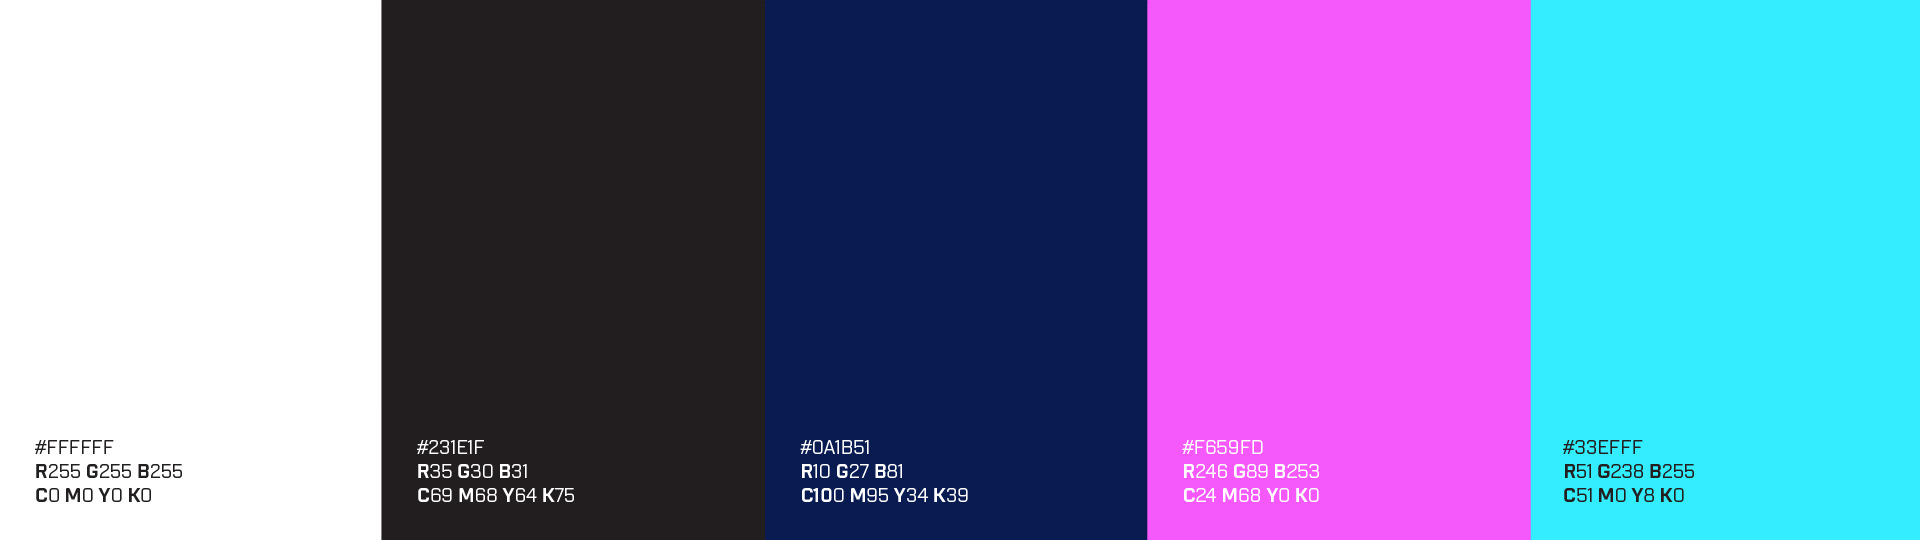 #FFFFFF
R255 G255 B255
C0 M0 Y0 K0
#231E1F
R35 G30 B31
C69 M68 Y64 K75
#0A1B51
R10 G27 B81
C100 M95 Y34 K39
#F659FD
R246 G89 B253
C24 M68 Y0 K0
#33EFFF
R51 G238 B255
C51 M0 Y8 K0